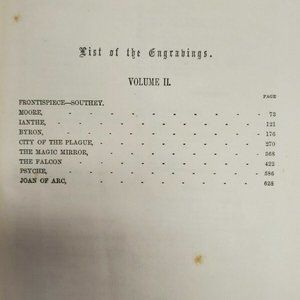 List of the Engravings.
VOLUME II.
PAGE
FRONTISPIECE—SOUTHEY.
MOORE, - - - - - - - 73
IANTHE, - - - - - - - 121
BYRON, - - - - - - - 176
CITY OF THE PLAGUE, - - - - - - 270
THE MAGIC MIRROR, - - - - - - 368
THE FALCON - - - - - - - 422
PSYCHE, - - - - - - - 586
JOAN OF ARC, - - - - - - - 628